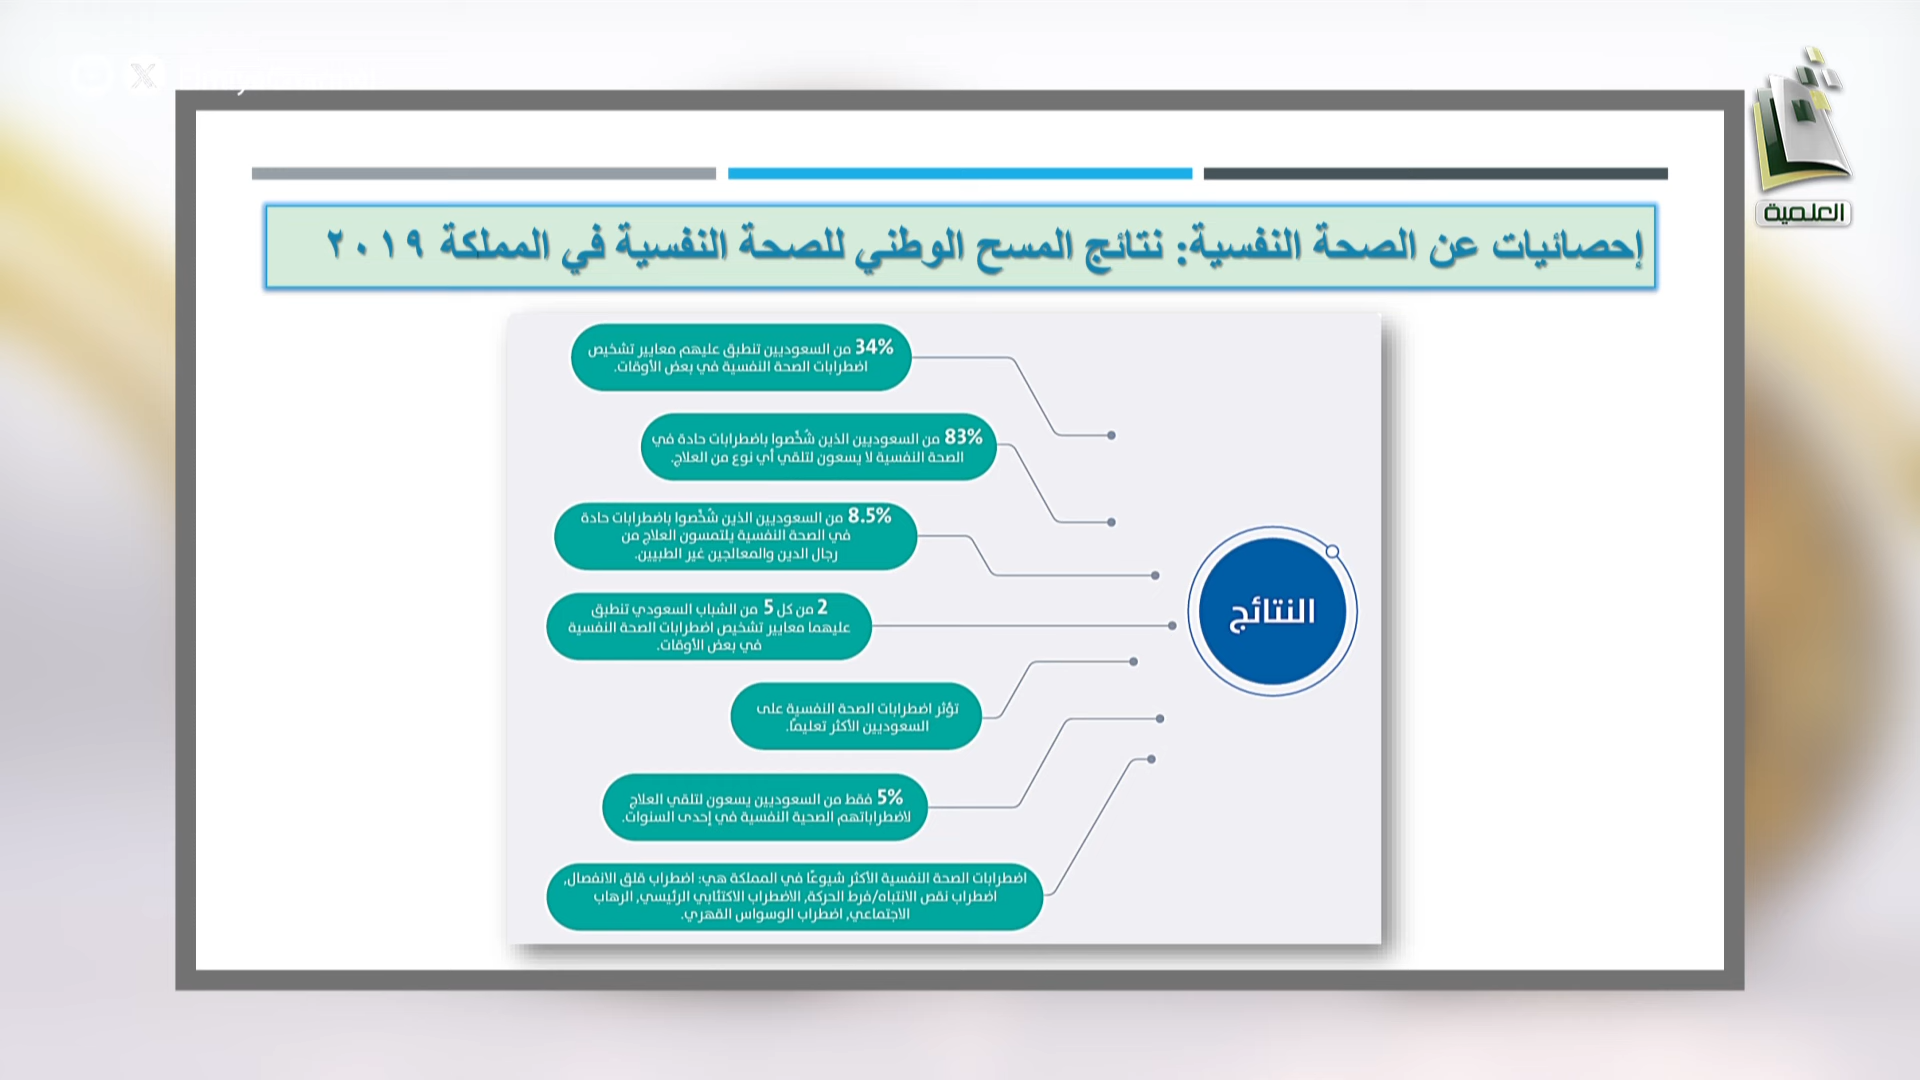 العلمية
إحصائيات عن الصحة النفسية: نتائج المسح الوطني للصحة النفسية في المملكة ٢٠١٩
34% من السعوديين تنطبق عليهم معايير تشخيص
اضطرابات الصحة النفسية في بعض الأوقات.
83% من السعوديين الذين شُخّصوا باضطرابات حادة في
الصحة النفسية لا يسعون لتلقي أي نوع من العلاج.
8.5% من السعوديين الذين شُخّصوا باضطرابات حادة
في الصحة النفسية يلتمسون العلاج من
رجال الدين والمعالجين غير الطبيين.
2 من كل 5 من الشباب السعودي تنطبق
عليهما معايير تشخيص اضطرابات الصحة النفسية
في بعض الأوقات.
النتائج
تؤثر اضطرابات الصحة النفسية على
السعوديين الأكثر تعليمًا.
5% فقط من السعوديين يسعون لتلقي العلاج
لاضطراباتهم الصحية النفسية في إحدى السنوات.
اضطرابات الصحة النفسية الأكثر شيوعًا في المملكة هي: اضطراب قلق الانفصال,
اضطراب نقص الانتباه/فرط الحركة, الاضطراب الاكتئابي الرئيسي, الرهاب
الاجتماعي, اضطراب الوسواس القهري.